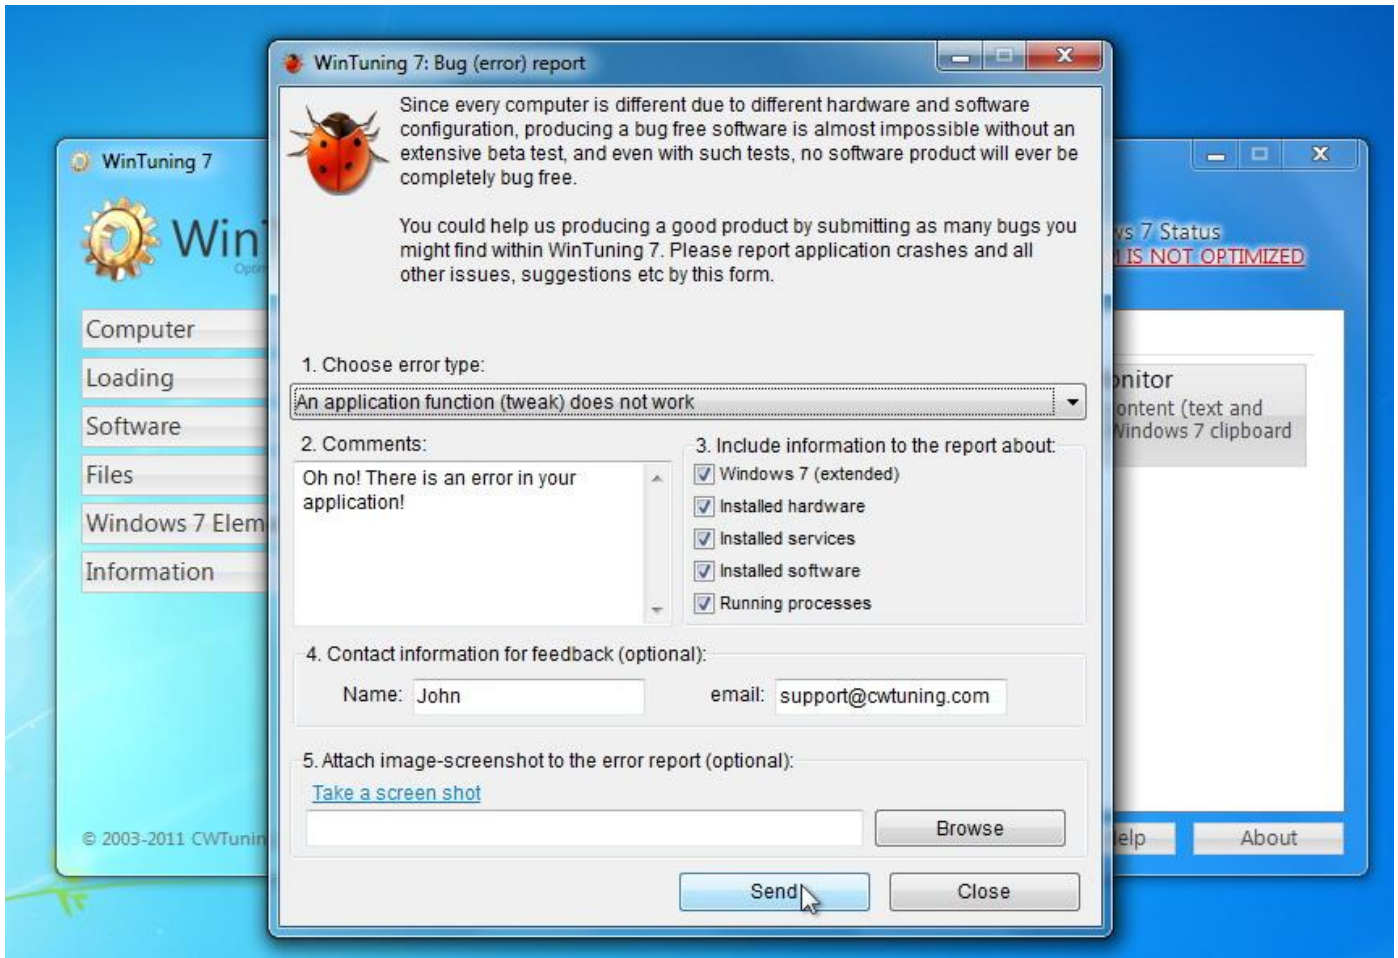 WinTuning 7: Bug (error) report
Since every computer is different due to different hardware and software
configuration, producing a bug free software is almost impossible without an
extensive beta test, and even with such tests, no software product will ever be
completely bug free.
You could help us producing a good product by submitting as many bugs you
might find within WinTuning 7. Please report application crashes and all
other issues, suggestions etc by this form.
1. Choose error type:
An application function (tweak) does not work
2. Comments:
Oh no! There is an error in your
application!
3. Include information to the report about:
Windows 7 (extended)
Installed hardware
Installed services
Installed software
Running processes
4. Contact information for feedback (optional):
Name: John
email: support@cwtuning.com
5. Attach image-screenshot to the error report (optional):
Take a screen shot
Browse
Send
Close
WinTuning 7
Win
Computer
Loading
Software
Files
Windows 7 Elem
Information
© 2003-2011 CWTunin
s 7 Status
IS NOT OPTIMIZED
nitor
ontent (text and
Windows 7 clipboard
elp
About